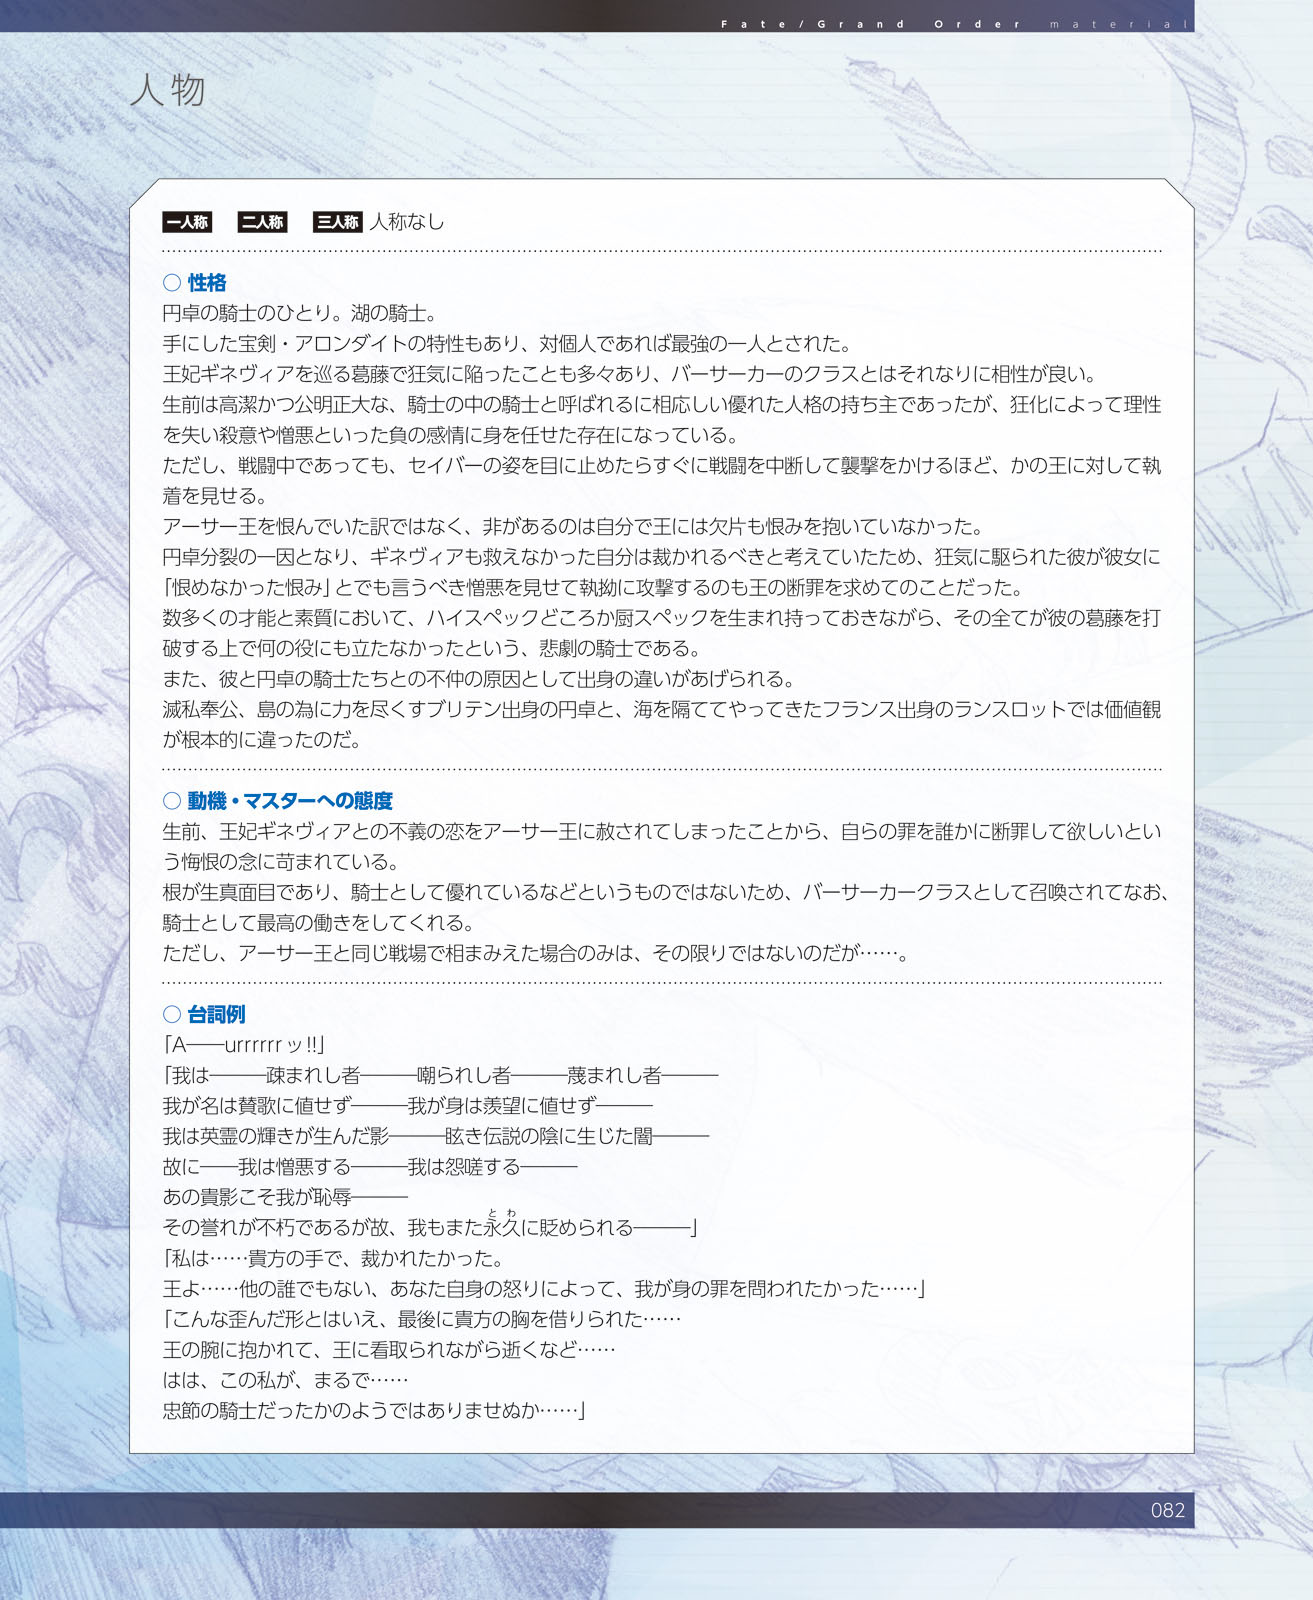 Fate/Grand Order material
人物
一人称 二人称 三人称 人称なし
○ 性格
円卓の騎士のひとり。湖の騎士。
手にした宝剣・アロンダイトの特性もあり、対個人であれば最強の一人とされた。
王妃ギネヴィアを巡る葛藤で狂気に陥ったことも多々あり、バーサーカーのクラスとはそれなりに相性が良い。
生前は高潔かつ公明正大な、騎士の中の騎士と呼ばれるに相応しい優れた人格の持ち主であったが、狂化によって理性
を失い殺意や憎悪といった負の感情に身を任せた存在になっている。
ただし、戦闘中であっても、セイバーの姿を目に止めたらすぐに戦闘を中断して襲撃をかけるほど、かの王に対して執
着を見せる。
アーサー王を恨んでいた訳ではなく、非があるのは自分で王には欠片も恨みを抱いていなかった。
円卓分裂の一因となり、ギネヴィアも救えなかった自分は裁かれるべきと考えていたため、狂気に駆られた彼が彼女に
「恨めなかった恨み」とでも言うべき憎悪を見せて執拗に攻撃するのも王の断罪を求めてのことだった。
数多くの才能と素質において、ハイスペックどころか厨スペックを生まれ持っておきながら、その全てが彼の葛藤を打
破する上で何の役にも立たなかったという、悲劇の騎士である。
また、彼と円卓の騎士たちとの不仲の原因として出身の違いがあげられる。
滅私奉公、島の為に力を尽くすブリテン出身の円卓と、海を隔ててやってきたフランス出身のランスロットでは価値観
が根本的に違ったのだ。
○ 動機・マスターへの態度
生前、王妃ギネヴィアとの不義の恋をアーサー王に赦されてしまったことから、自らの罪を誰かに断罪して欲しいとい
う悔恨の念に苛まれている。
根が生真面目であり、騎士として優れているなどというものではないため、バーサーカークラスとして召喚されてなお、
騎士として最高の働きをしてくれる。
ただし、アーサー王と同じ戦場で相まみえた場合のみは、その限りではないのだが……。
○ 台詞例
「A――urrrrrrッ!!」
「我は―――疎まれし者―――嘲られし者―――蔑まれし者―――
我が名は賛歌に値せず―――我が身は羨望に値せず―――
我は英霊の輝きが生んだ影―――眩き伝説の陰に生じた闇―――
故に――我は憎悪する―――我は怨嗟する―――
あの貴影こそ我が恥辱―――
その誉れが不朽であるが故、我もまた永久(とわ)に貶められる―――」
「私は……貴方の手で、裁かれたかった。
王よ……他の誰でもない、あなた自身の怒りによって、我が身の罪を問われたかった……」
「こんな歪んだ形とはいえ、最後に貴方の胸を借りられた……
王の腕に抱かれて、王に看取られながら逝くなど……
はは、この私が、まるで……
忠節の騎士だったかのようではありませぬか……」
082